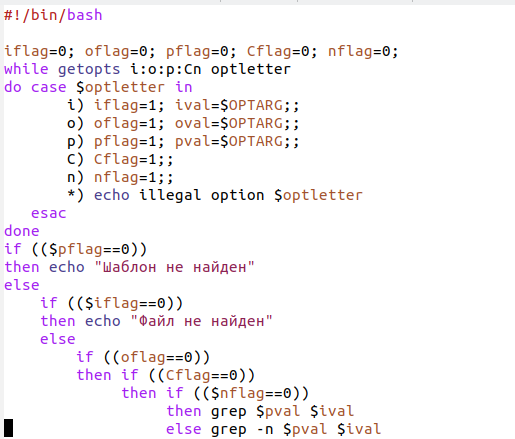 #!/bin/bash
iflag=0; oflag=0; pflag=0; Cflag=0; nflag=0;
while getopts i:o:p:Cn optletter
do case $optletter in
i) iflag=1; ival=$OPTARG;;
o) oflag=1; oval=$OPTARG;;
p) pflag=1; pval=$OPTARG;;
C) Cflag=1;;
n) nflag=1;;
*) echo illegal option $optletter
esac
done
if (($pflag==0))
then echo "Шаблон не найден"
else
if (($iflag==0))
then echo "Файл не найден"
else
if ((oflag==0))
then if ((Cflag==0))
then if (($nflag==0))
then grep $pval $ival
else grep -n $pval $ival